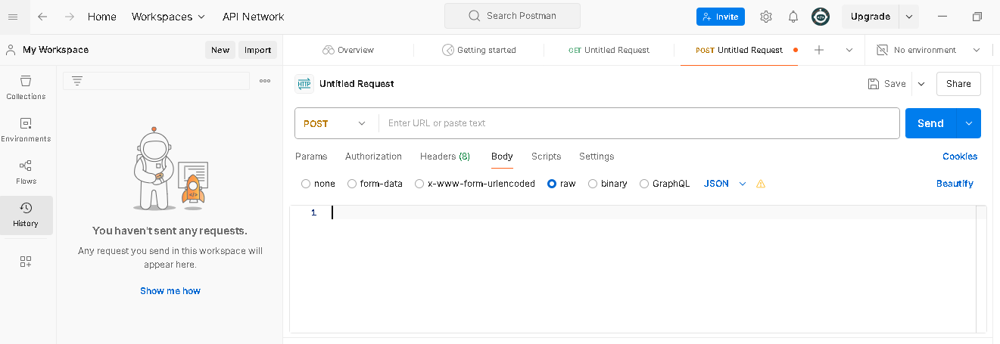 Home Workspaces API Network Search Postman Invite Upgrade
My Workspace New Import Overview Getting started GET Untitled Request POST Untitled Request No environment
Collections
Environments
Flows
History
You haven't sent any requests.
Any request you send in this workspace will
appear here.
Show me how
HTTP Untitled Request Save Share
POST Enter URL or paste text Send
Params Authorization Headers (8) Body Scripts Settings Cookies
none form-data x-www-form-urlencoded raw binary GraphQL JSON Beautify
1